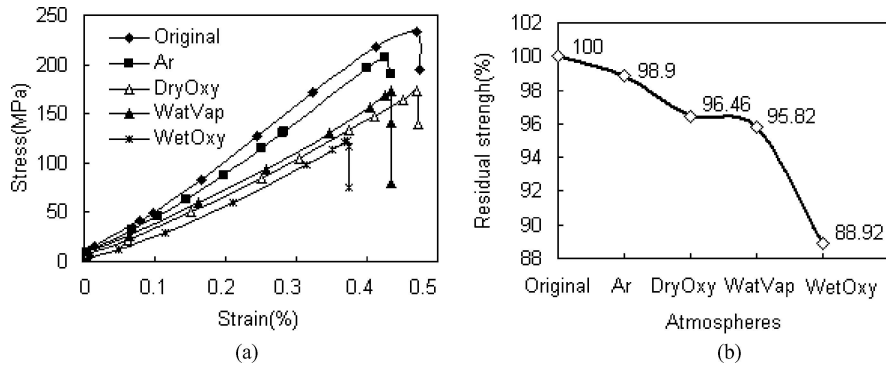 250
200
150
100
50
0
Stress(MPa)
Original
Ar
DryOxy
WatVap
WetOxy
0 0.1 0.2 0.3 0.4 0.5
Strain(%)
(a)
102
100
98
96
94
92
90
88
Residual strengh(%)
100
98.9
96.46
95.82
88.92
Original Ar DryOxy WatVap WetOxy
Atmospheres
(b)